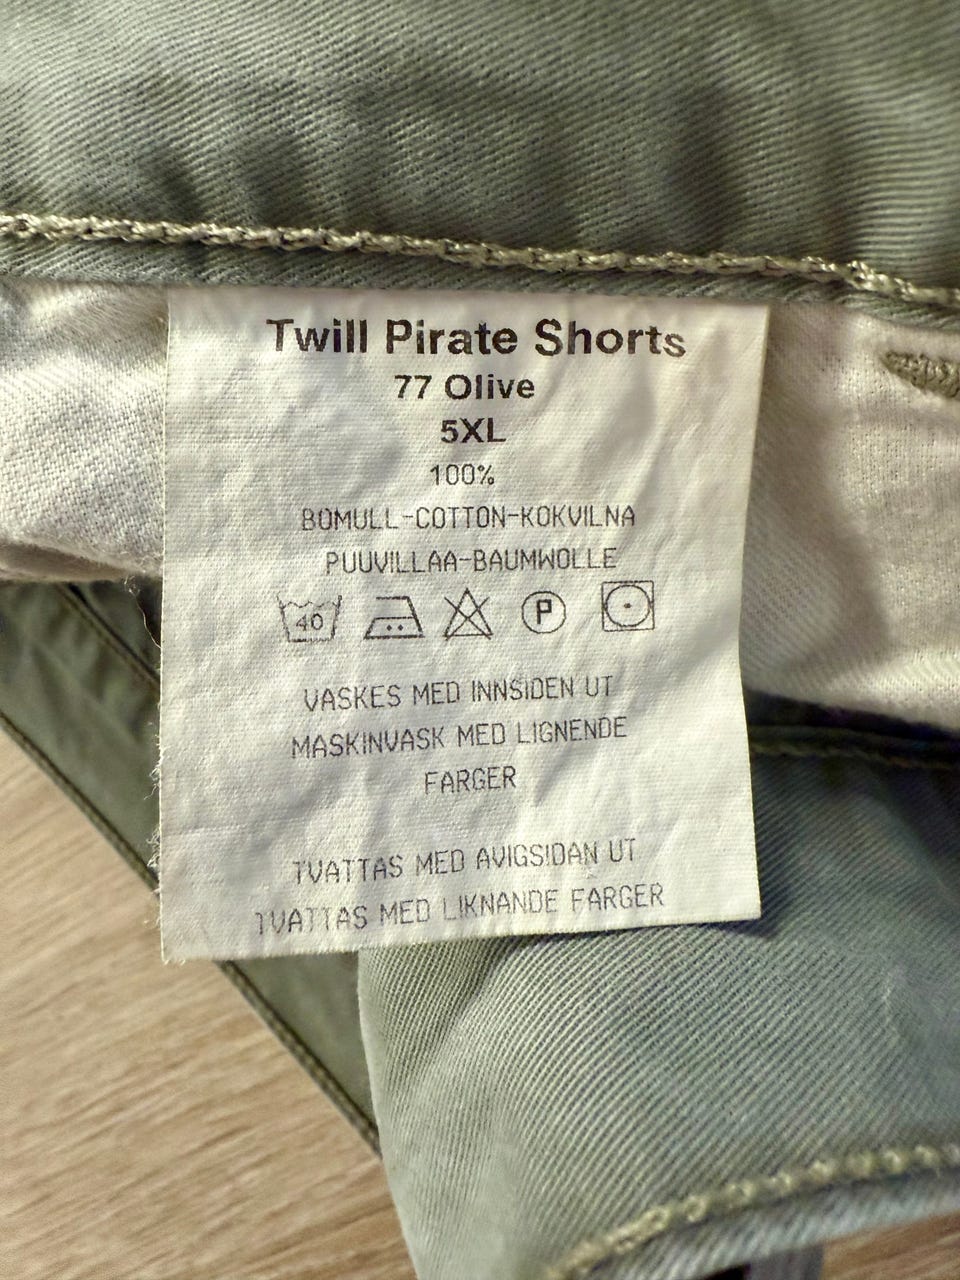 Twill Pirate Shorts
77 Olive
5XL
100%
BOMULL-COTTON-KOKVILNA
PUUVILLAA-BAUMWOLLE
40 P
VASKES MED INNSIDEN UT
MASKINVASK MED LIGNENDE
FARGER
TVATTAS MED AVIGSIDAN UT
TVATTAS MED LIKNANDE FARGER